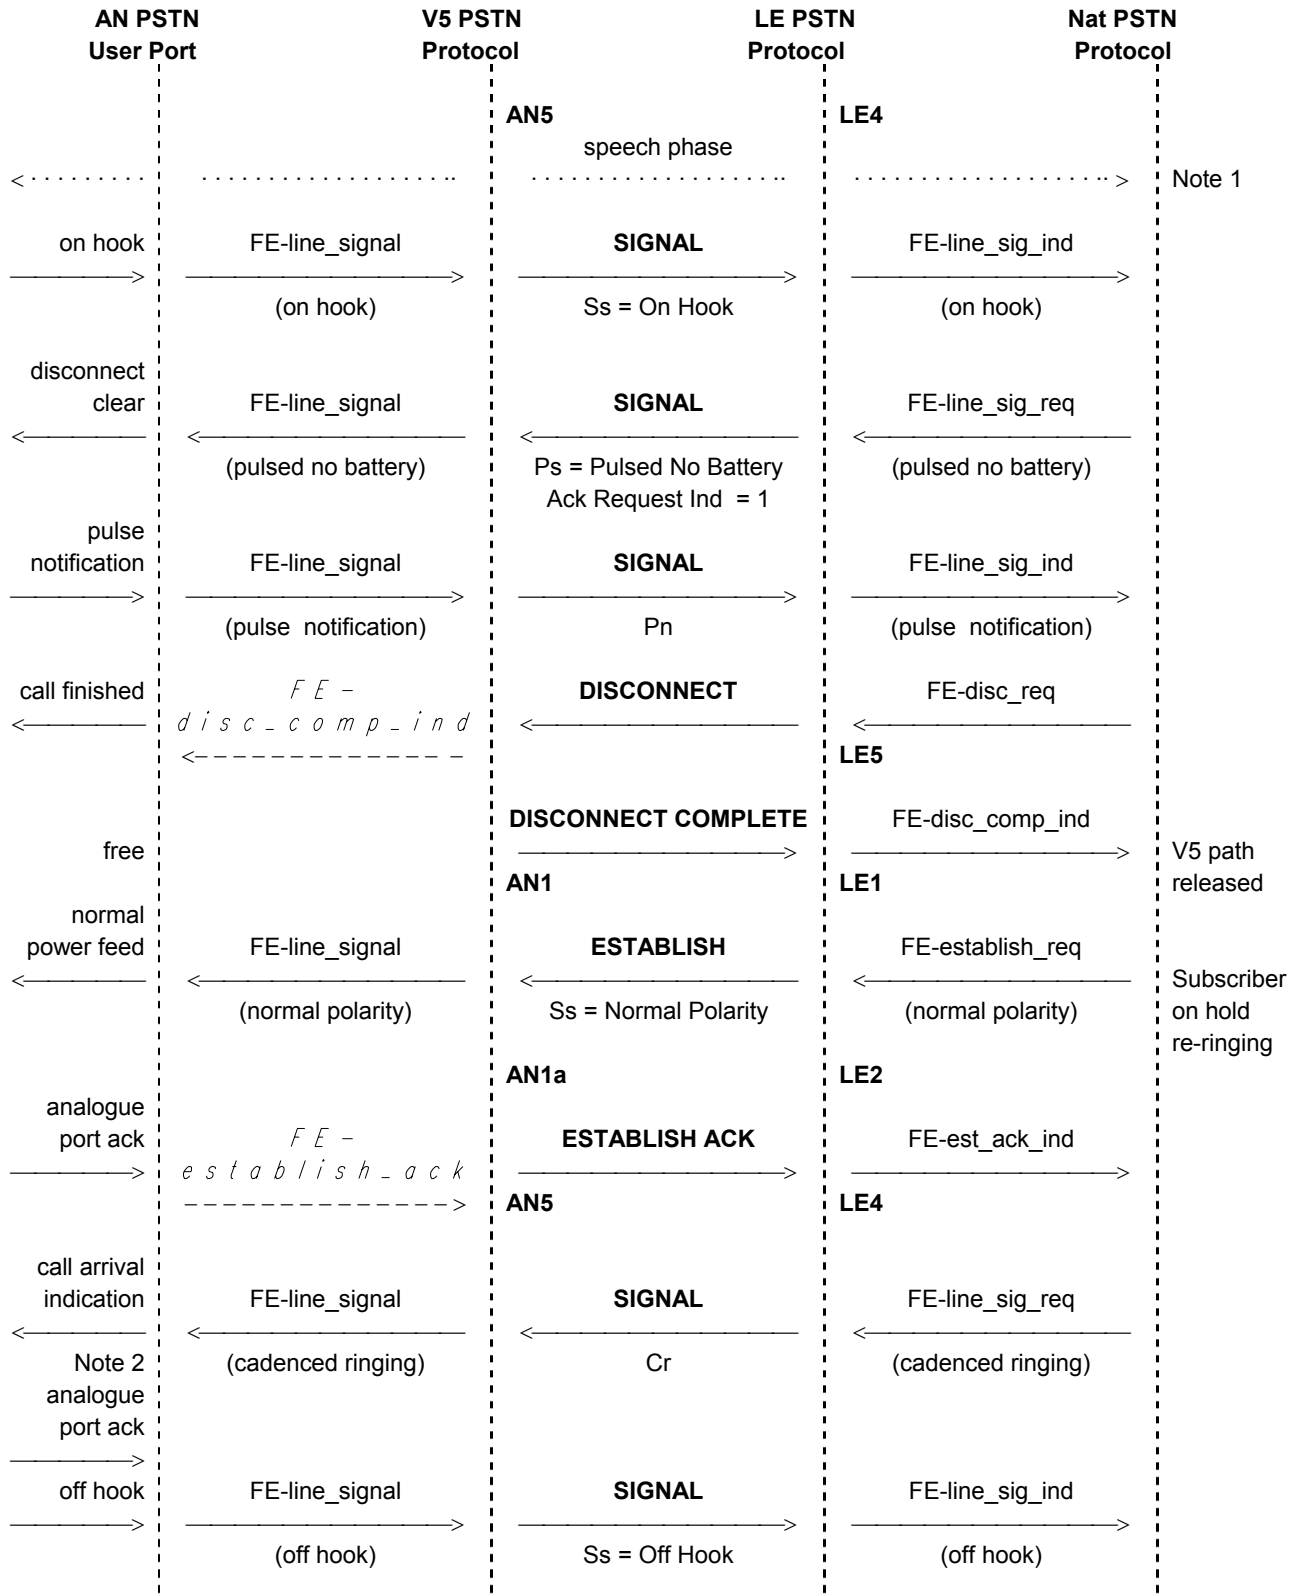 AN PSTN V5 PSTN LE PSTN Nat PSTN
User Port Protocol Protocol Protocol
AN5 LE4
speech phase
Note 1
on hook FE-line_signal SIGNAL FE-line_sig_ind
(on hook) Ss = On Hook (on hook)
disconnect
clear FE-line_signal SIGNAL FE-line_sig_req
(pulsed no battery) Ps = Pulsed No Battery (pulsed no battery)
Ack Request Ind = 1
pulse
notification FE-line_signal SIGNAL FE-line_sig_ind
(pulse notification) Pn (pulse notification)
call finished FE- DISCONNECT FE-disc_req
disc_comp_ind
LE5
DISCONNECT COMPLETE FE-disc_comp_ind
free V5 path
AN1 LE1 released
normal
power feed FE-line_signal ESTABLISH FE-establish_req
Subscriber
(normal polarity) Ss = Normal Polarity (normal polarity) on hold
re-ringing
AN1a LE2
analogue
port ack FE- ESTABLISH ACK FE-est_ack_ind
establish_ack
AN5 LE4
call arrival
indication FE-line_signal SIGNAL FE-line_sig_req
Note 2 (cadenced ringing) Cr (cadenced ringing)
analogue
port ack
off hook FE-line_signal SIGNAL FE-line_sig_ind
(off hook) Ss = Off Hook (off hook)